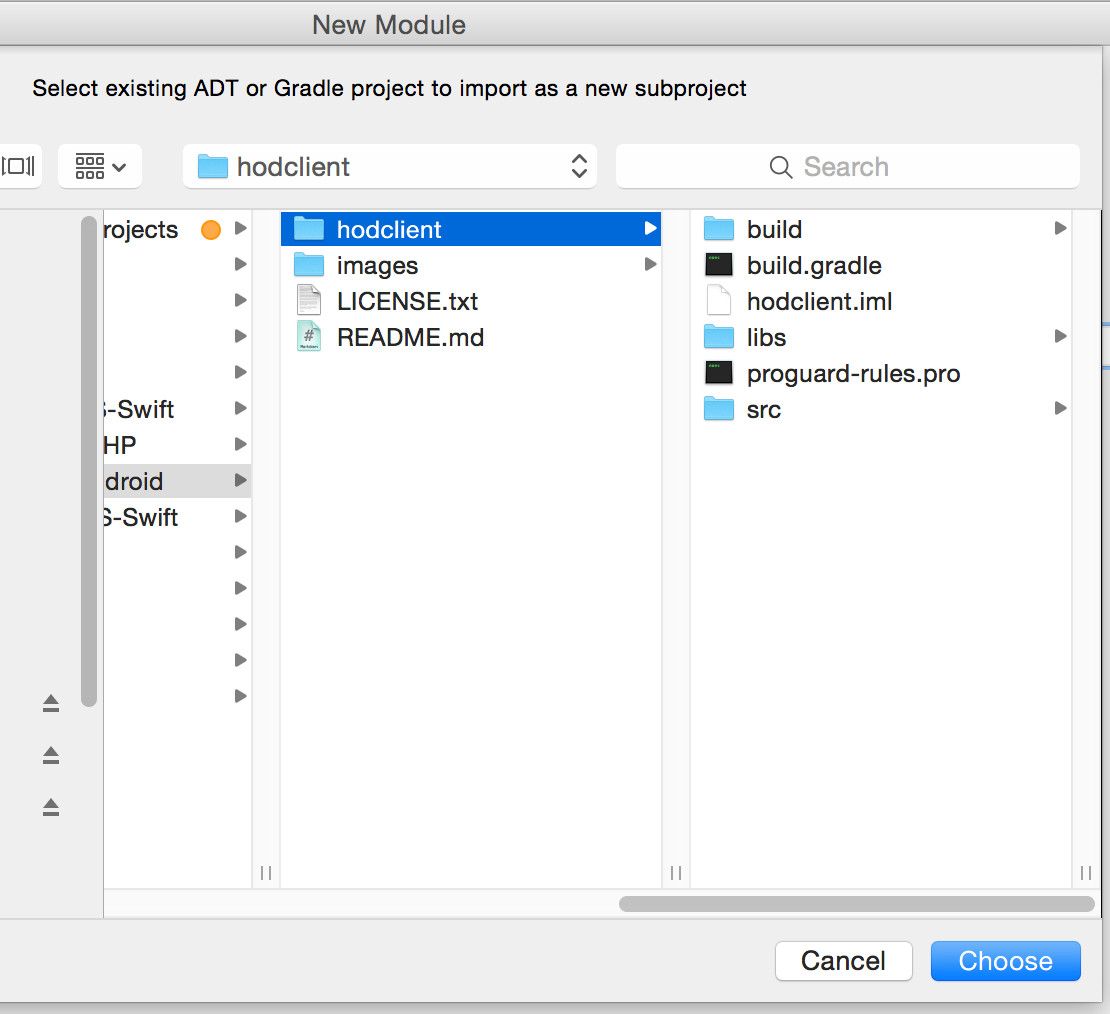 New Module
Select existing ADT or Gradle project to import as a new subproject
hodclient
Search
rojects
-Swift
HP
droid
S-Swift
hodclient
images
LICENSE.txt
README.md
build
build.gradle
hodclient.iml
libs
proguard-rules.pro
src
Cancel
Choose